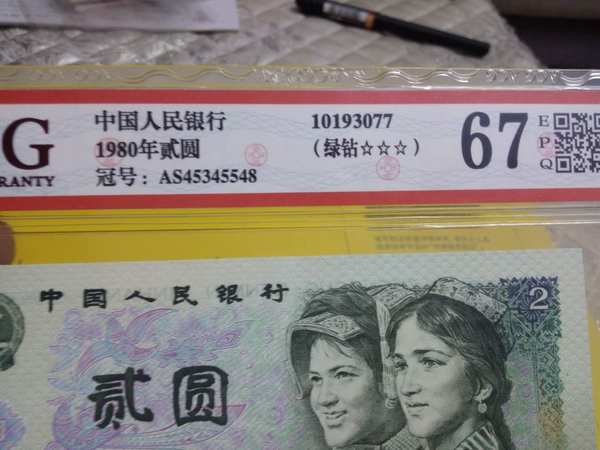 G
RANTY
中国人民银行
1980年贰圆
冠号: AS45345548
10193077
(绿钻☆☆☆)
67
E
P
Q
中国人民银行
2
贰圆